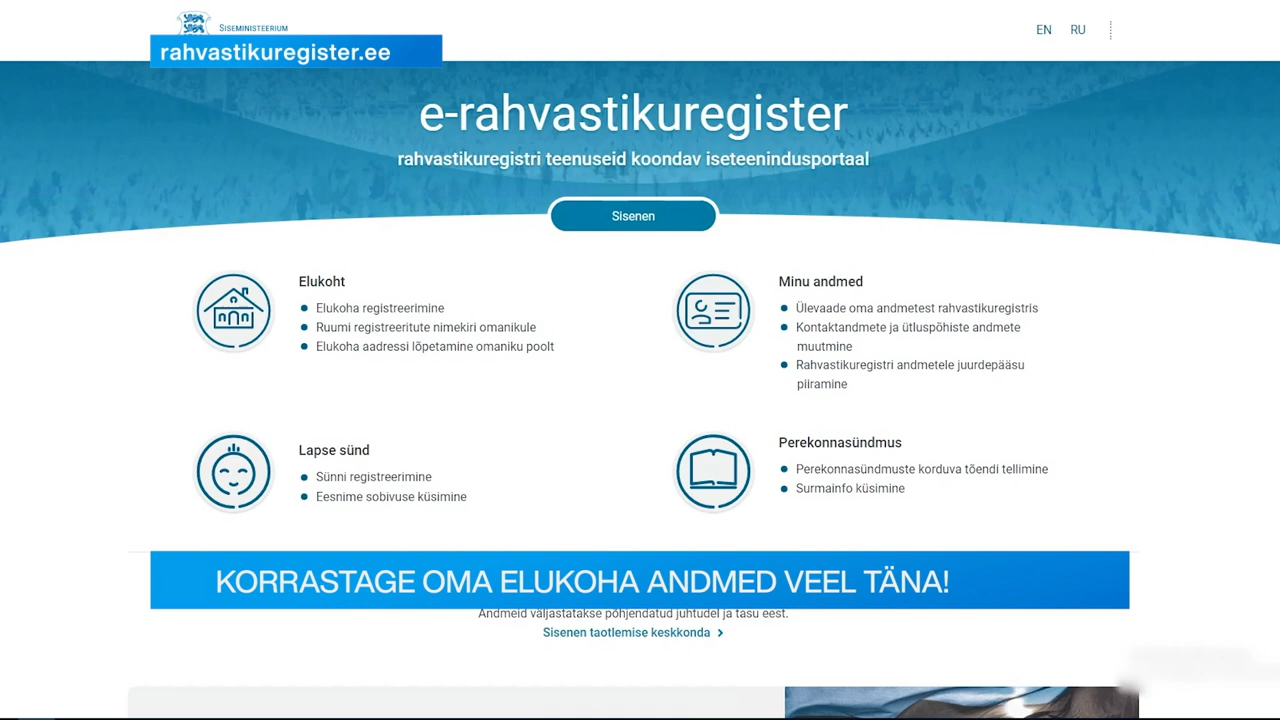 SISEMINISTEERIUM
EN RU
rahvastikuregister.ee
e-rahvastikuregister
rahvastikuregistri teenuseid koondav iseteenindusportaal
Sisenen
Elukoht
Elukoha registreerimine
Ruumi registreeritute nimekiri omanikule
Elukoha aadressi lõpetamine omaniku poolt
Minu andmed
Ülevaade oma andmetest rahvastikuregistris
Kontaktandmete ja ütluspõhiste andmete
muutmine
Rahvastikuregistri andmetele juurdepääsu
piiramine
Lapse sünd
Sünni registreerimine
Eesnime sobivuse küsimine
Perekonnasündmus
Perekonnasündmuste korduva tõendi tellimine
Surmainfo küsimine
KORRASTAGE OMA ELUKOHA ANDMED VEEL TÄNA!
Andmeid väljastatakse põhjendatud juhtudel ja tasu eest.
Sisenen taotlemise keskkonda